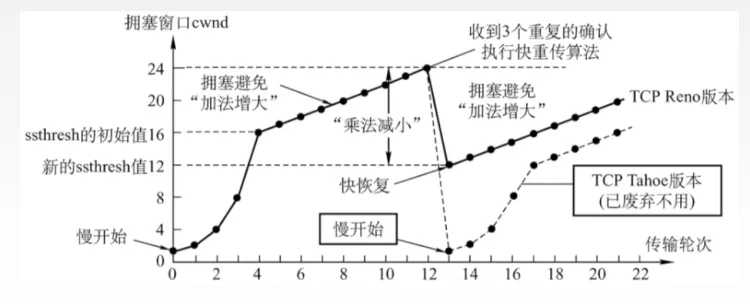 拥塞窗口cwnd
收到3个重复的确认
执行快重传算法
24
拥塞避免
“加法增大”
拥塞避免
“加法增大”
TCP Reno版本
20
“乘法减小”
ssthresh的初始值16
新的ssthresh值12
快恢复
8
TCP Tahoe版本
(已废弃不用)
慢开始
4
慢开始
传输轮次
0
0 2 4 6 8 10 12 14 16 18 20 22